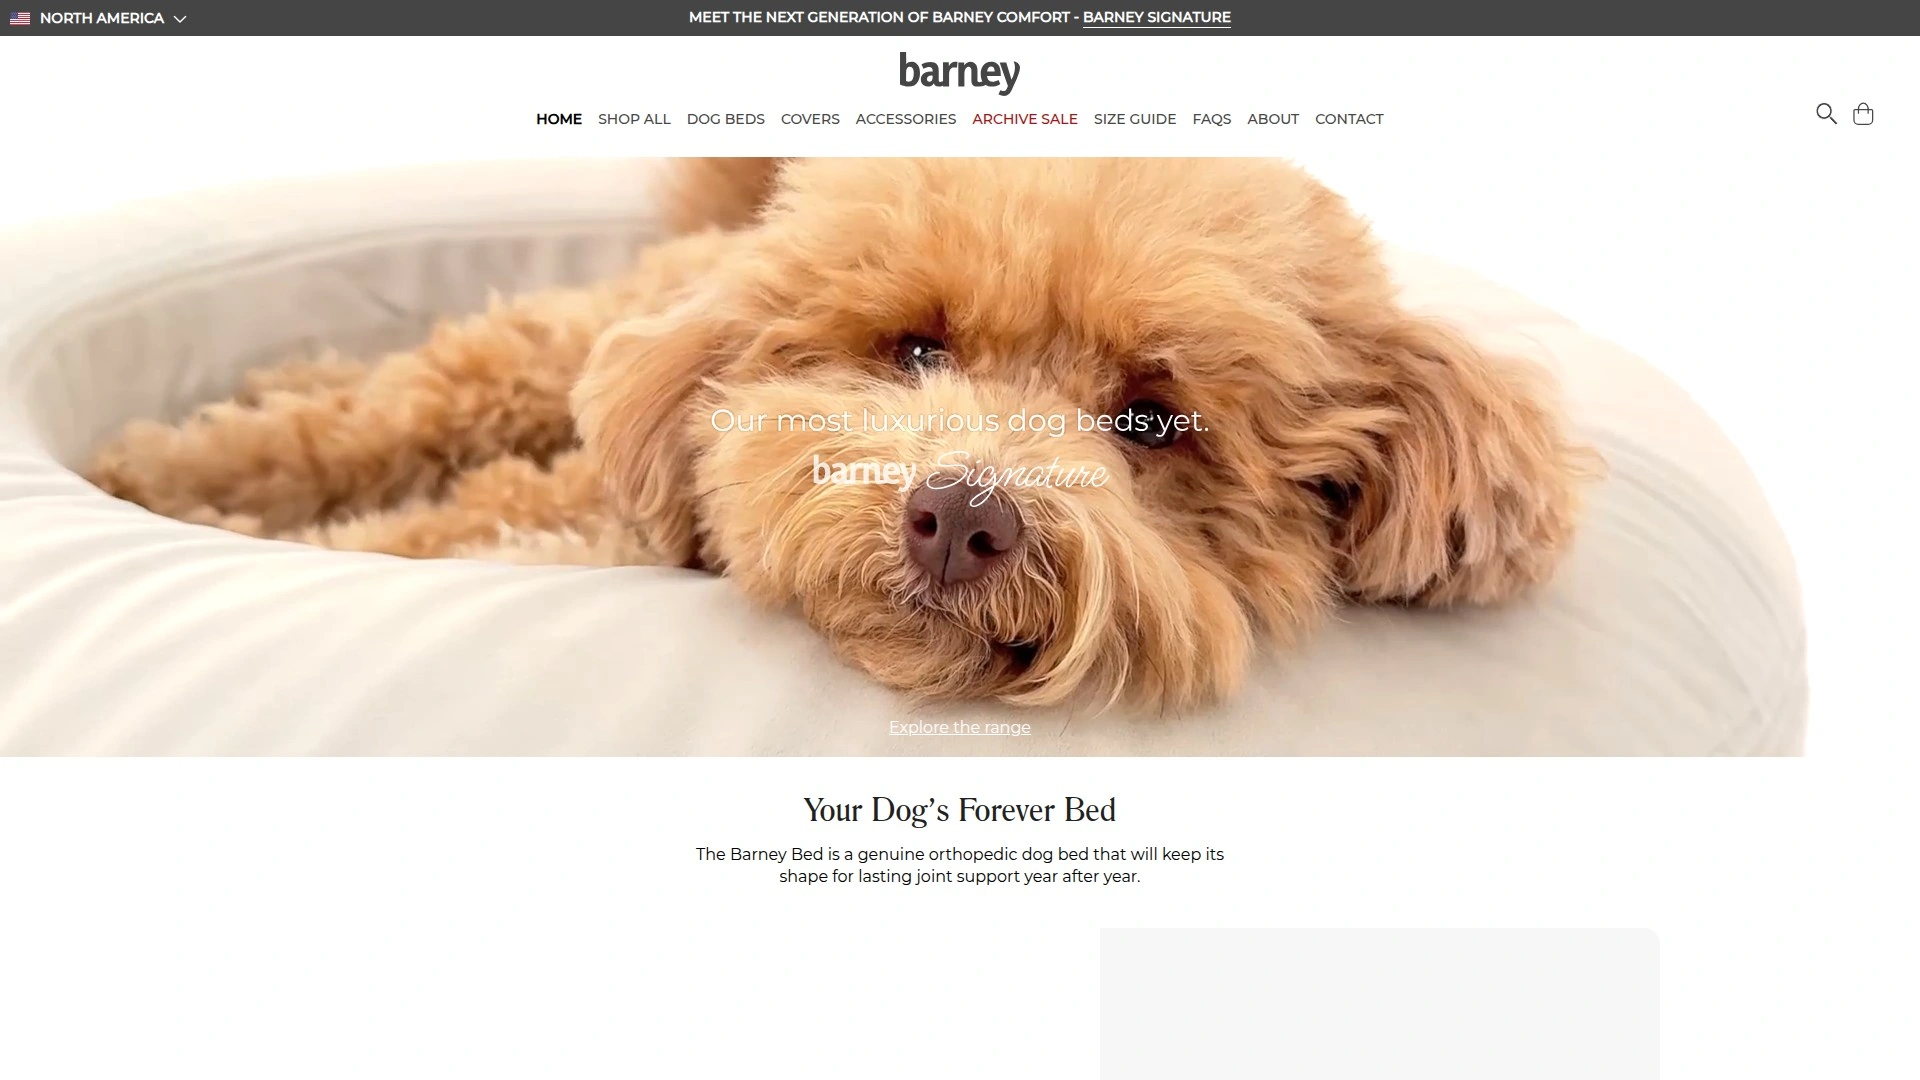 NORTH AMERICA
MEET THE NEXT GENERATION OF BARNEY COMFORT - BARNEY SIGNATURE
barney
HOME SHOP ALL DOG BEDS COVERS ACCESSORIES ARCHIVE SALE SIZE GUIDE FAQS ABOUT CONTACT
Our most luxurious dog beds yet.
barney Signature
Explore the range
Your Dog’s Forever Bed
The Barney Bed is a genuine orthopedic dog bed that will keep its
shape for lasting joint support year after year.